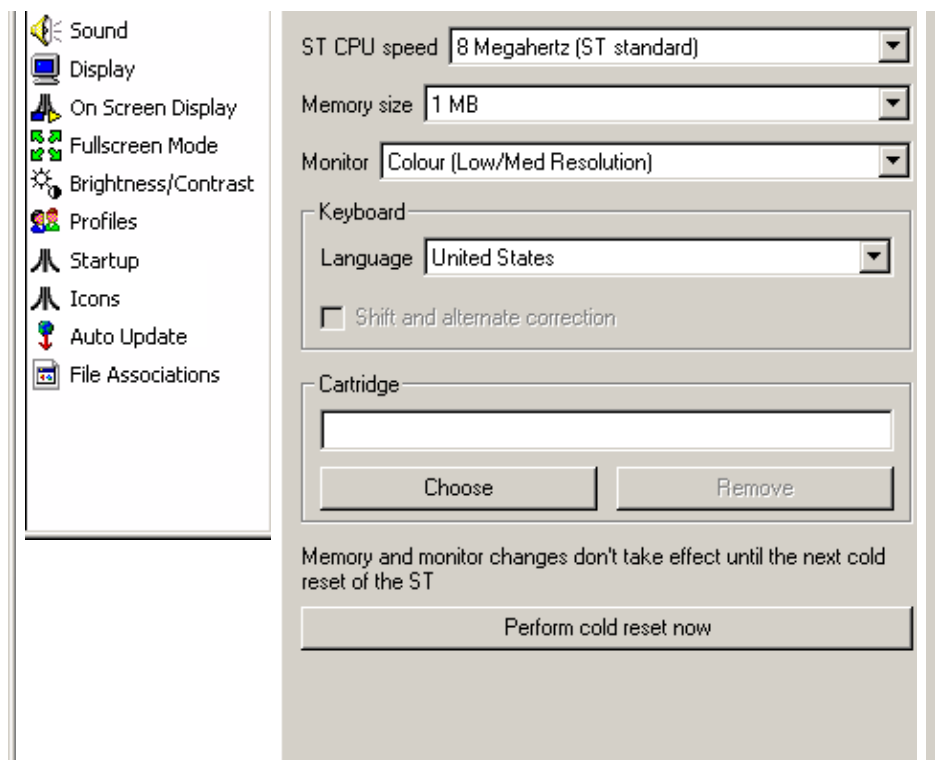 Sound
Display
On Screen Display
Fullscreen Mode
Brightness/Contrast
Profiles
Startup
Icons
Auto Update
File Associations
ST CPU speed 8 Megahertz (ST standard)
Memory size 1 MB
Monitor Colour (Low/Med Resolution)
Keyboard
Language United States
Shift and alternate correction
Cartridge
Choose Remove
Memory and monitor changes don't take effect until the next cold
reset of the ST
Perform cold reset now